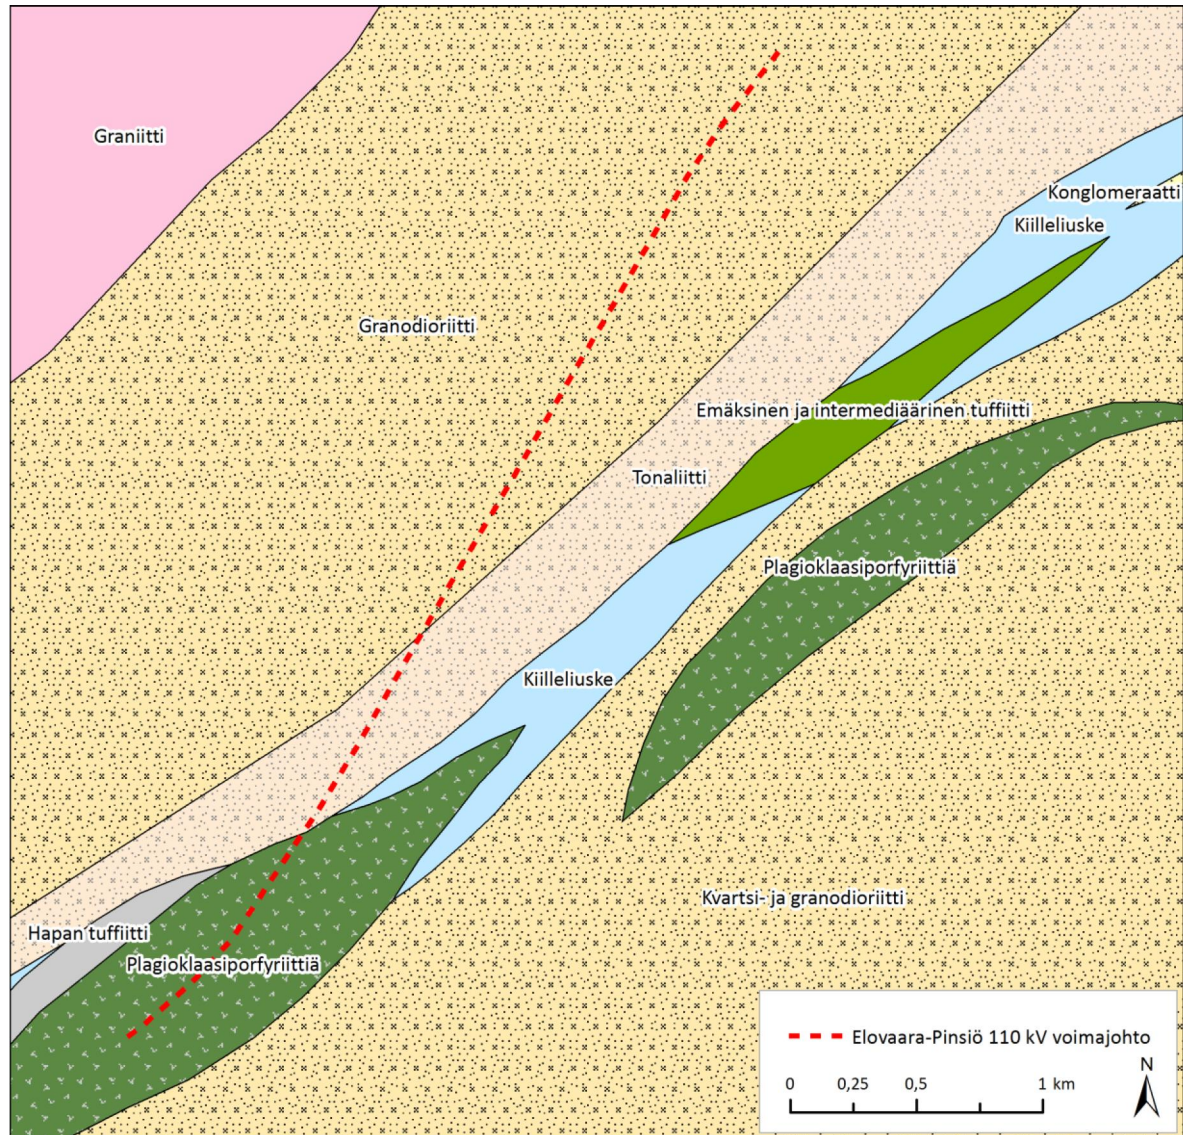 Graniitti
Konglomeraatti
Kiilleliuske
Granodioriitti
Emäksinen ja intermediäärinen tuffiitti
Tonaliitti
Plagioklaasiporfyriittiä
Kiilleliuske
Kvartsi- ja granodioriitti
Hapan tuffiitti
Plagioklaasiporfyriittiä
Elovaara-Pinsiö 110 kV voimajohto
N
0 0,25 0,5 1 km